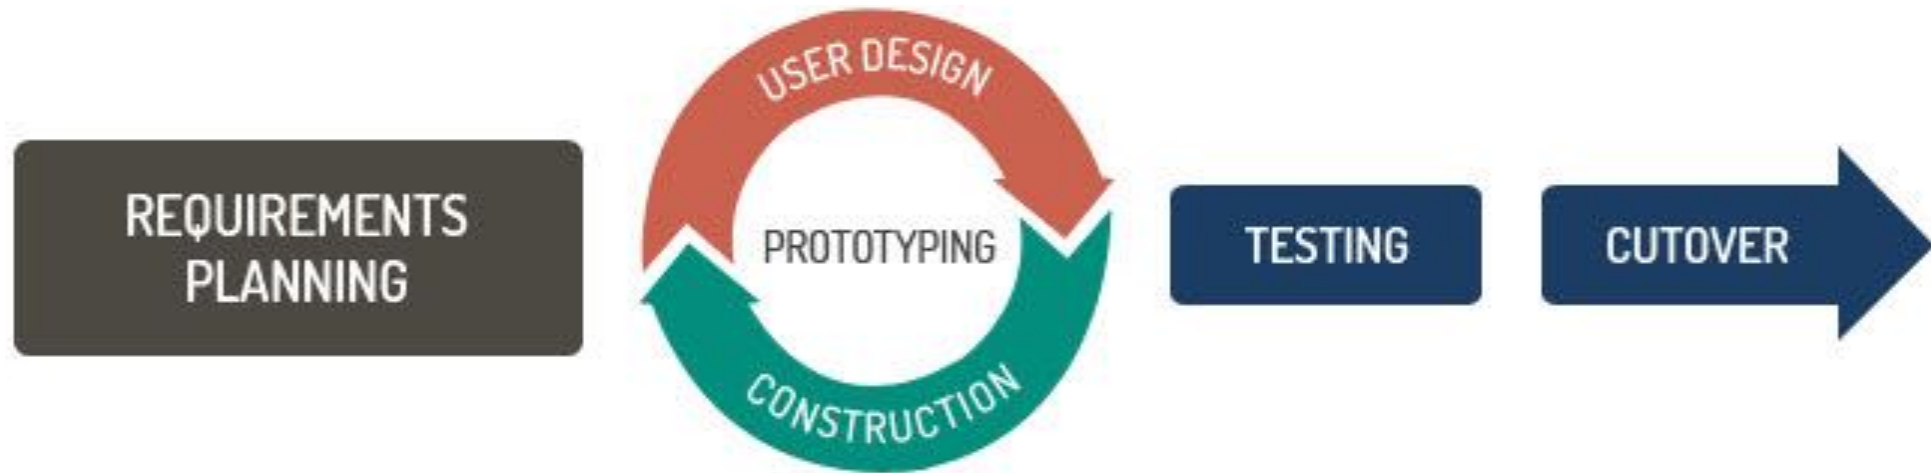 REQUIREMENTS
PLANNING
USER DESIGN
PROTOTYPING
CONSTRUCTION
TESTING
CUTOVER